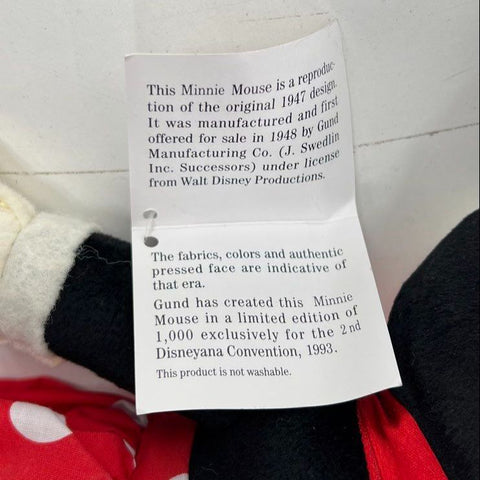 This Minnie Mouse is a reproduc-
tion of the original 1947 design.
It was manufactured and first
offered for sale in 1948 by Gund
Manufacturing Co. (J. Swedlin
Inc. Successors) under license
from Walt Disney Productions.
The fabrics, colors and authentic
pressed face are indicative of
that era.
Gund has created this Minnie
Mouse in a limited edition of
1,000 exclusively for the 2nd
Disneyana Convention, 1993.
This product is not washable.